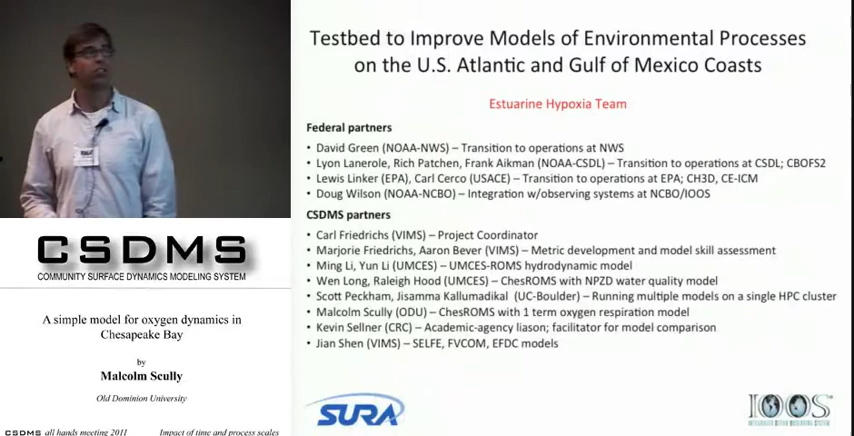 Testbed to Improve Models of Environmental Processes
on the U.S. Atlantic and Gulf of Mexico Coasts
Estuarine Hypoxia Team
Federal partners
• David Green (NOAA-NWS) – Transition to operations at NWS
• Lyon Lanerole, Rich Patchen, Frank Aikman (NOAA-CSDL) – Transition to operations at CSDL; CBOFS2
• Lewis Linker (EPA), Carl Cerco (USACE) – Transition to operations at EPA; CH3D, CE-ICM
• Doug Wilson (NOAA-NCBO) – Integration w/observing systems at NCBO/IOOS
CSDMS partners
• Carl Friedrichs (VIMS) – Project Coordinator
• Marjorie Friedrichs, Aaron Bever (VIMS) – Metric development and model skill assessment
• Ming Li, Yun Li (UMCES) – UMCES-ROMS hydrodynamic model
• Wen Long, Raleigh Hood (UMCES) – ChesROMS with NPZD water quality model
• Scott Peckham, Jisamma Kallumadikal (UC-Boulder) – Running multiple models on a single HPC cluster
• Malcolm Scully (ODU) – ChesROMS with 1 term oxygen respiration model
• Kevin Sellner (CRC) – Academic-agency liason; facilitator for model comparison
• Jian Shen (VIMS) – SELFE, FVCOM, EFDC models
SURA
IOOS
CSDMS
COMMUNITY SURFACE DYNAMICS MODELING SYSTEM
A simple model for oxygen dynamics in
Chesapeake Bay
by
Malcolm Scully
Old Dominion University
CSDMS all hands meeting 2011 Impact of time and process scales